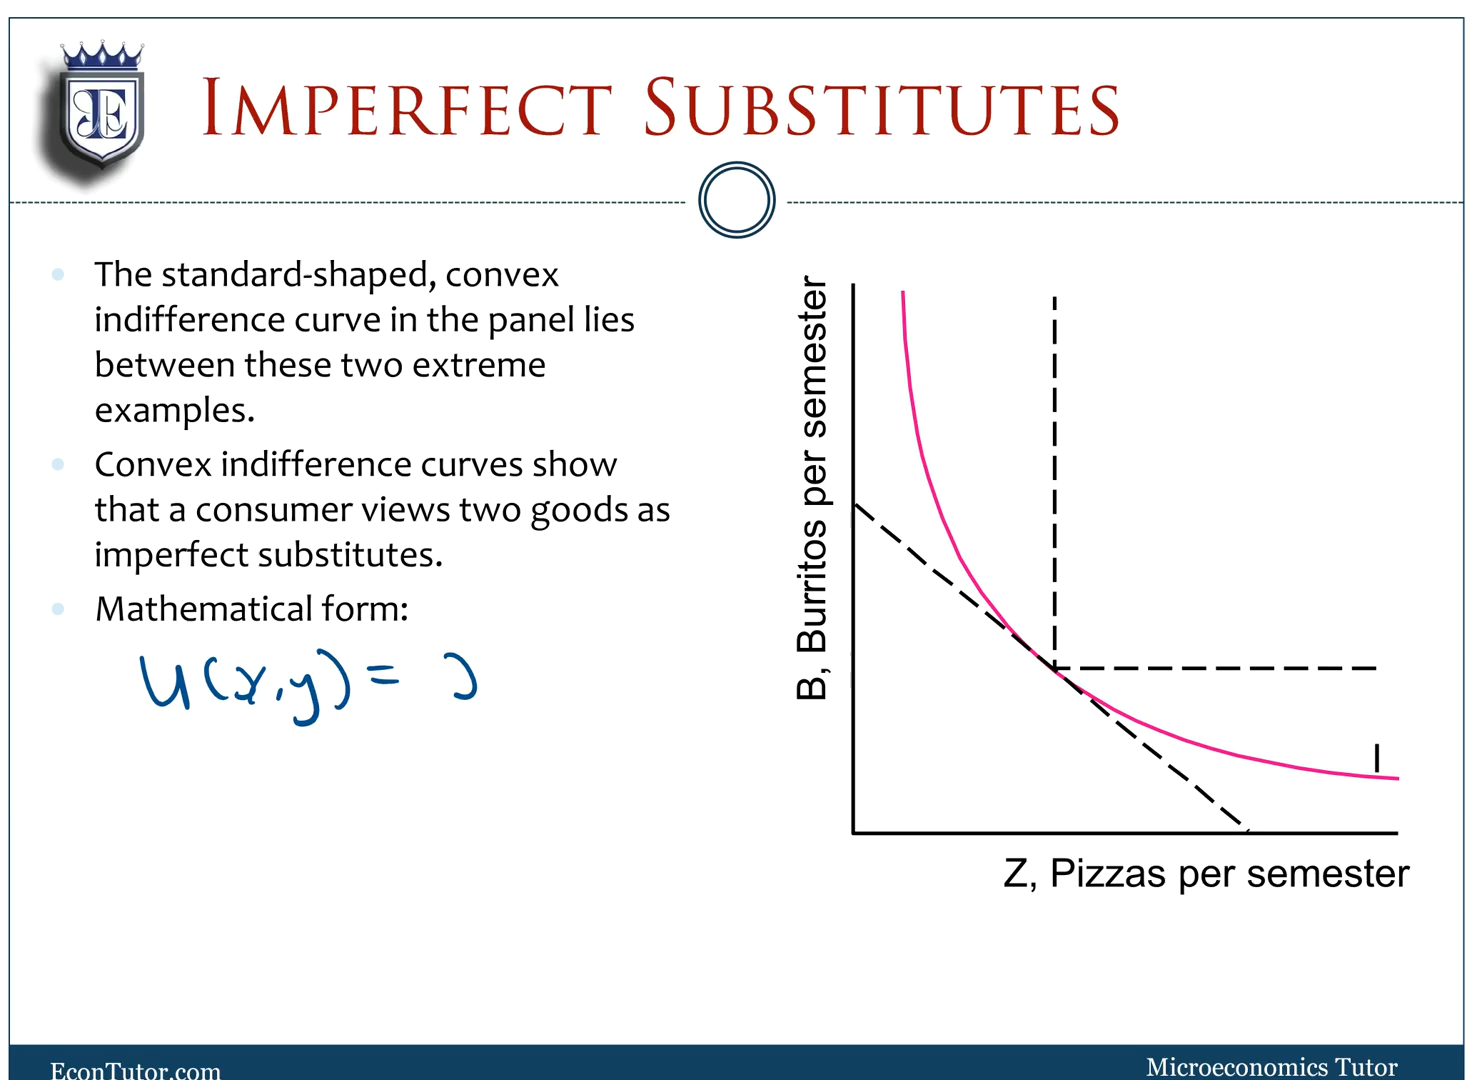 IMPERFECT SUBSTITUTES
The standard-shaped, convex
indifference curve in the panel lies
between these two extreme
examples.
Convex indifference curves show
that a consumer views two goods as
imperfect substitutes.
Mathematical form:
u(x,y) =
B, Burritos per semester
I
Z, Pizzas per semester
EconTutor.com
Microeconomics Tutor